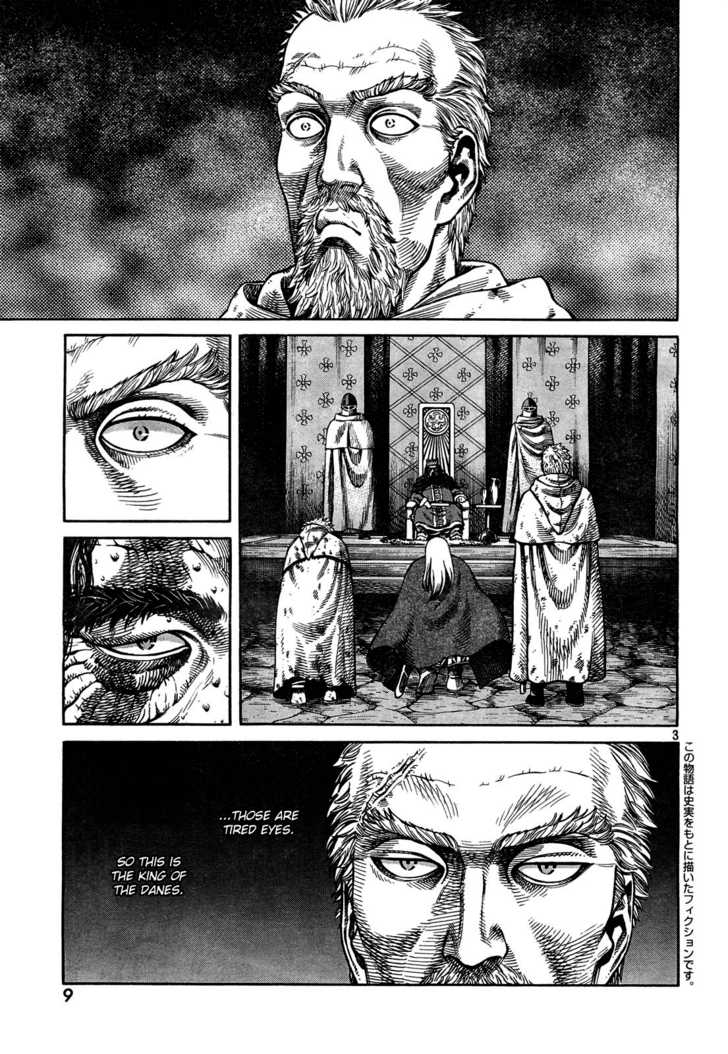 3
この物語は史実をもとに描いたフィクションです。
...THOSE ARE
TIRED EYES.
SO THIS IS
THE KING OF
THE DANES.
9